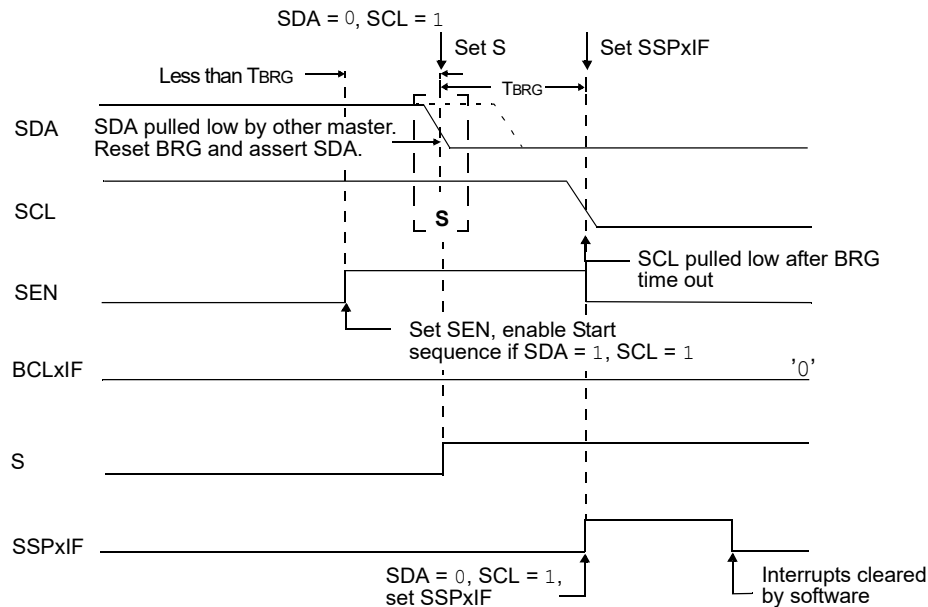 SDA = 0, SCL = 1
Set S
Set SSPxIF
Less than TBRG
TBRG
SDA
SDA pulled low by other master.
Reset BRG and assert SDA.
SCL
S
SCL pulled low after BRG
time out
SEN
Set SEN, enable Start
sequence if SDA = 1, SCL = 1
BCLxIF
'0'
S
SSPxIF
SDA = 0, SCL = 1,
set SSPxIF
Interrupts cleared
by software